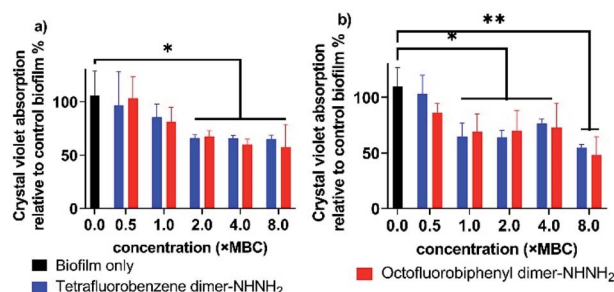 a)
*
Crystal violet absorption
relative to control biofilm %
100
50
0
0.0 0.5 1.0 2.0 4.0 8.0
concentration (×MBC)
b)
**
*
Crystal violet absorption
relative to control biofilm %
100
50
0
0.0 0.5 1.0 2.0 4.0 8.0
concentration (×MBC)
Biofilm only
Tetrafluorobenzene dimer-NHNH₂
Octofluorobiphenyl dimer-NHNH₂